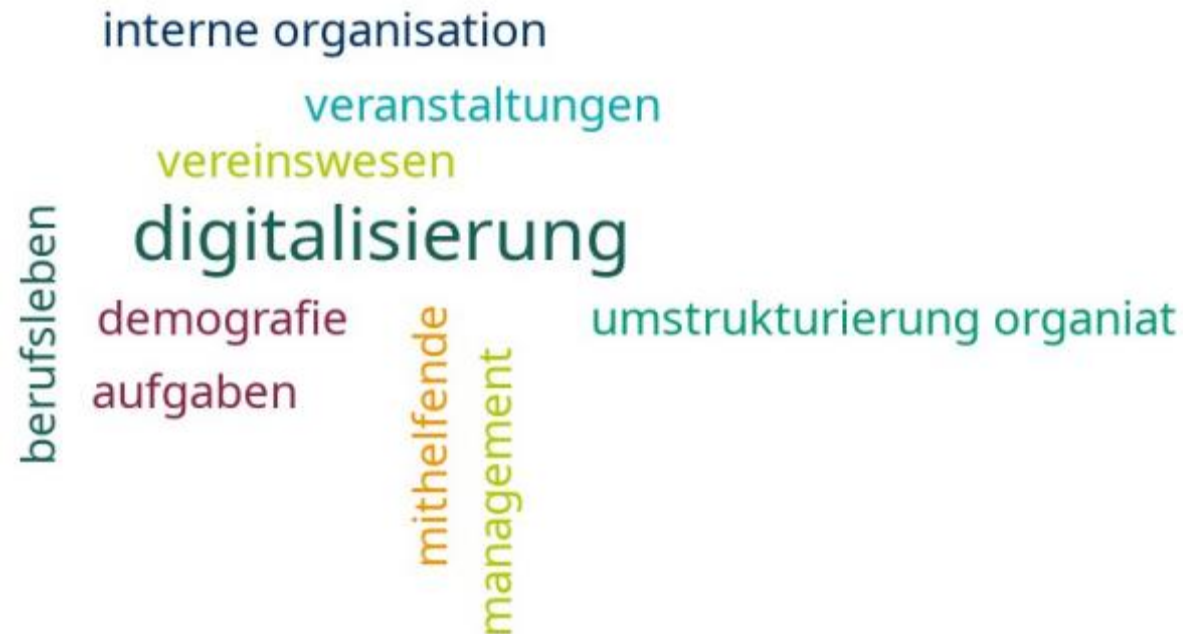 interne organisation
veranstaltungen
vereinswesen
digitalisierung
berufsleben
demografie
umstrukturierung organiat
aufgaben
mithelfende
management